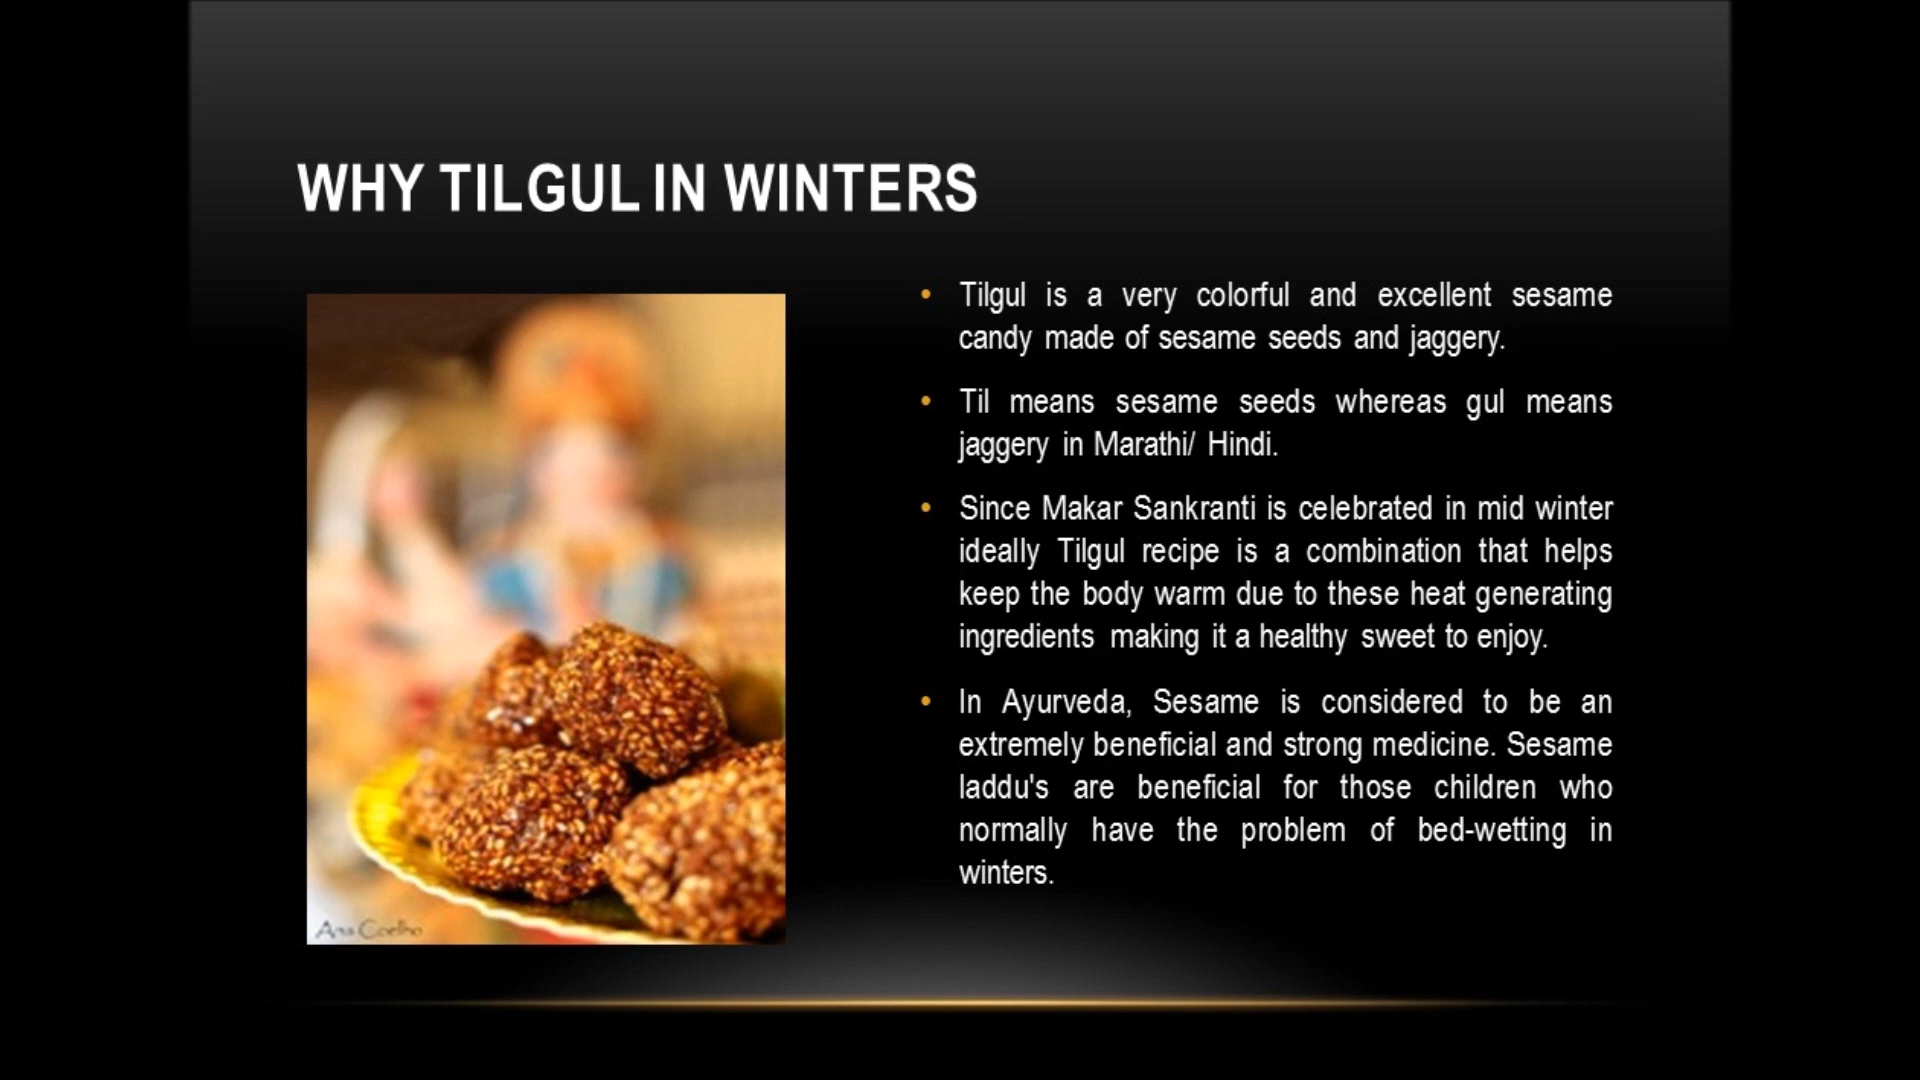 WHY TILGUL IN WINTERS
• Tilgul is a very colorful and excellent sesame
candy made of sesame seeds and jaggery.
• Til means sesame seeds whereas gul means
jaggery in Marathi/ Hindi.
• Since Makar Sankranti is celebrated in mid winter
ideally Tilgul recipe is a combination that helps
keep the body warm due to these heat generating
ingredients making it a healthy sweet to enjoy.
• In Ayurveda, Sesame is considered to be an
extremely beneficial and strong medicine. Sesame
laddu's are beneficial for those children who
normally have the problem of bed-wetting in
winters.
Ana Coelho